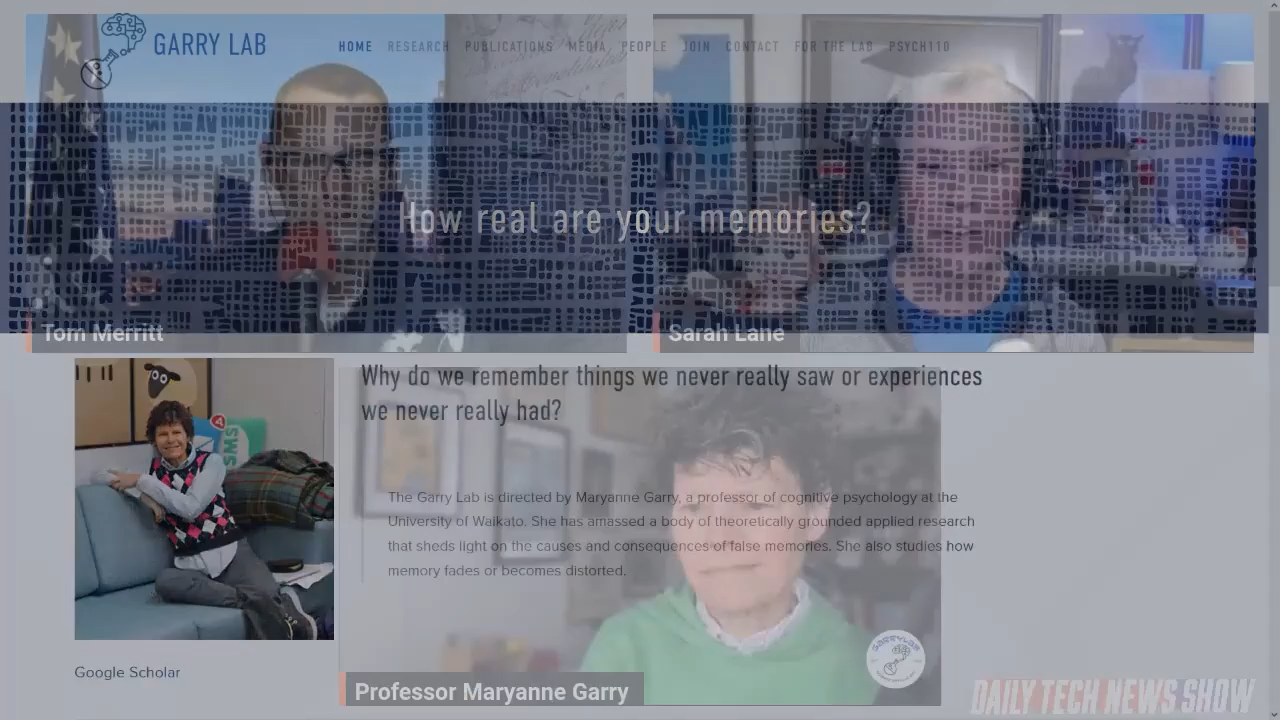 GARRY LAB
HOME RESEARCH PUBLICATIONS MEDIA PEOPLE JOIN CONTACT FOR THE LAB PSYCH110
How real are your memories?
Tom Merritt
Sarah Lane
SMS
Why do we remember things we never really saw or experiences
we never really had?
The Garry Lab is directed by Maryanne Garry, a professor of cognitive psychology at the
University of Waikato. She has amassed a body of theoretically grounded applied research
that sheds light on the causes and consequences of false memories. She also studies how
memory fades or becomes distorted.
Google Scholar
GARRYLAB
Professor Maryanne Garry
DAILY TECH NEWS SHOW